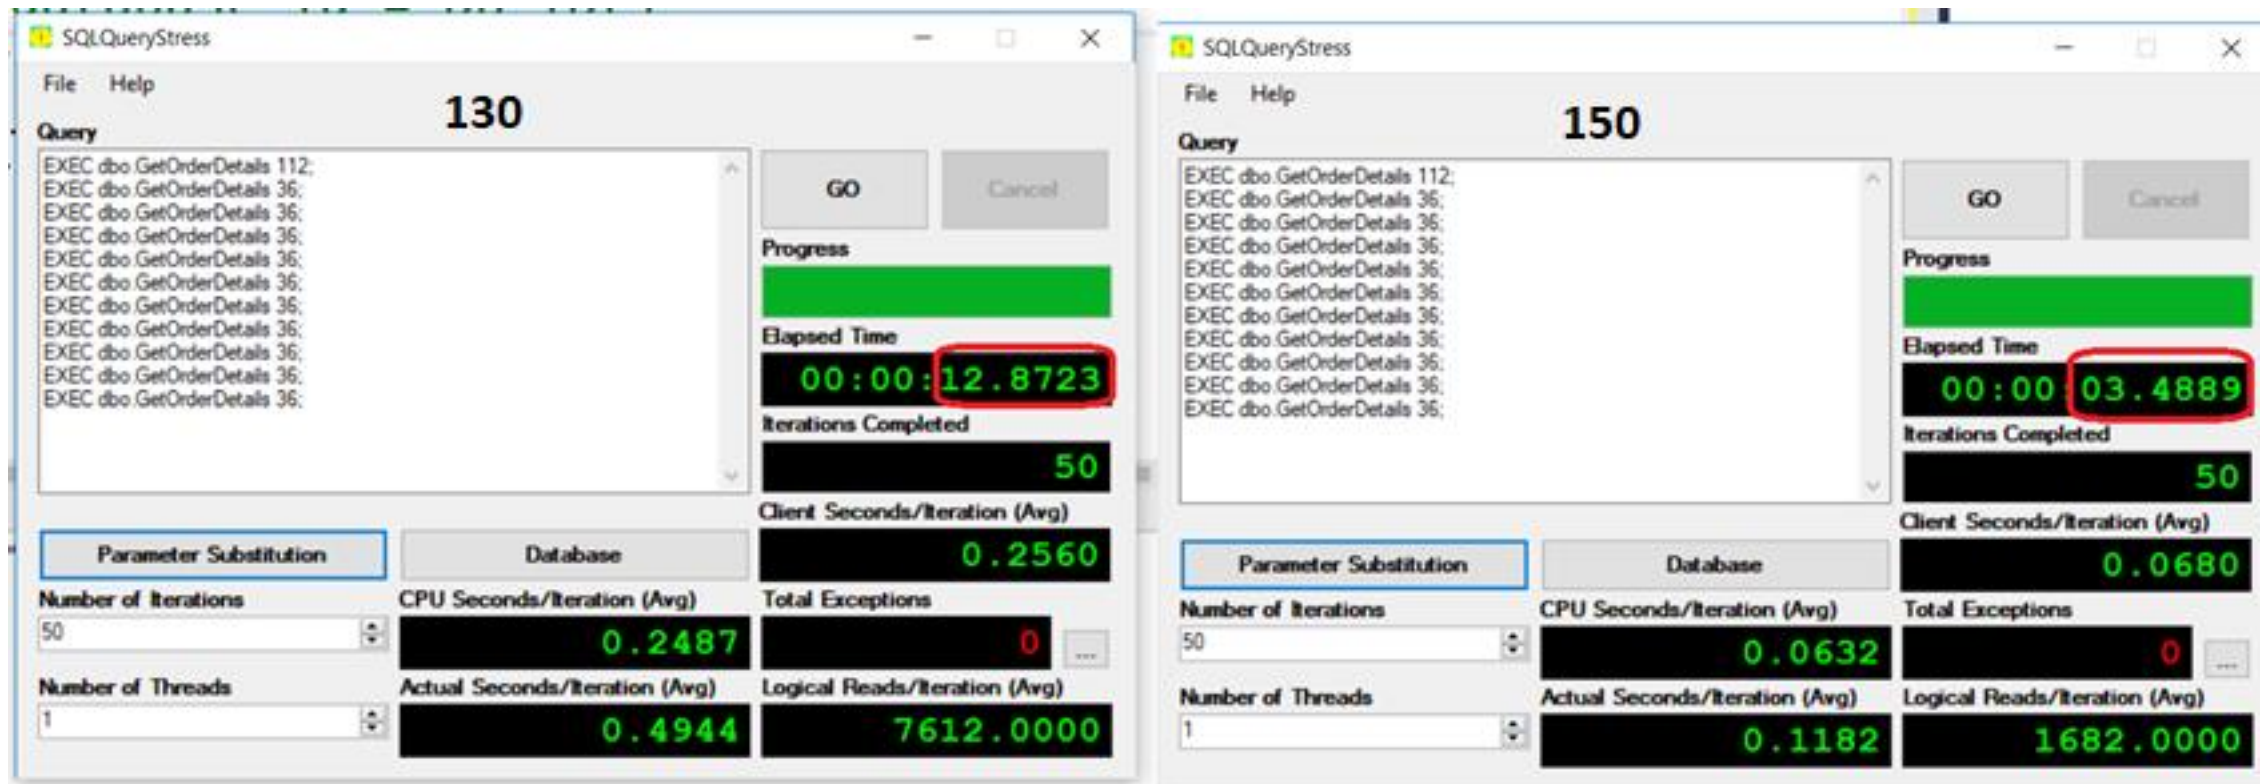 SQLQueryStress
File Help
130
Query
EXEC dbo.GetOrderDetails 112;
EXEC dbo.GetOrderDetails 36;
EXEC dbo.GetOrderDetails 36;
EXEC dbo.GetOrderDetails 36;
EXEC dbo.GetOrderDetails 36;
EXEC dbo.GetOrderDetails 36;
EXEC dbo.GetOrderDetails 36;
EXEC dbo.GetOrderDetails 36;
EXEC dbo.GetOrderDetails 36;
EXEC dbo.GetOrderDetails 36;
EXEC dbo.GetOrderDetails 36;
GO Cancel
Progress
Elapsed Time
00:00:12.8723
Iterations Completed
50
Client Seconds/Iteration (Avg)
0.2560
Parameter Substitution Database
Number of Iterations
50
CPU Seconds/Iteration (Avg)
0.2487
Total Exceptions
0
...
Number of Threads
1
Actual Seconds/Iteration (Avg)
0.4944
Logical Reads/Iteration (Avg)
7612.0000
SQLQueryStress
File Help
150
Query
EXEC dbo.GetOrderDetails 112;
EXEC dbo.GetOrderDetails 36;
EXEC dbo.GetOrderDetails 36;
EXEC dbo.GetOrderDetails 36;
EXEC dbo.GetOrderDetails 36;
EXEC dbo.GetOrderDetails 36;
EXEC dbo.GetOrderDetails 36;
EXEC dbo.GetOrderDetails 36;
EXEC dbo.GetOrderDetails 36;
EXEC dbo.GetOrderDetails 36;
EXEC dbo.GetOrderDetails 36;
GO Cancel
Progress
Elapsed Time
00:00:03.4889
Iterations Completed
50
Client Seconds/Iteration (Avg)
0.0680
Parameter Substitution Database
Number of Iterations
50
CPU Seconds/Iteration (Avg)
0.0632
Total Exceptions
0
...
Number of Threads
1
Actual Seconds/Iteration (Avg)
0.1182
Logical Reads/Iteration (Avg)
1682.0000